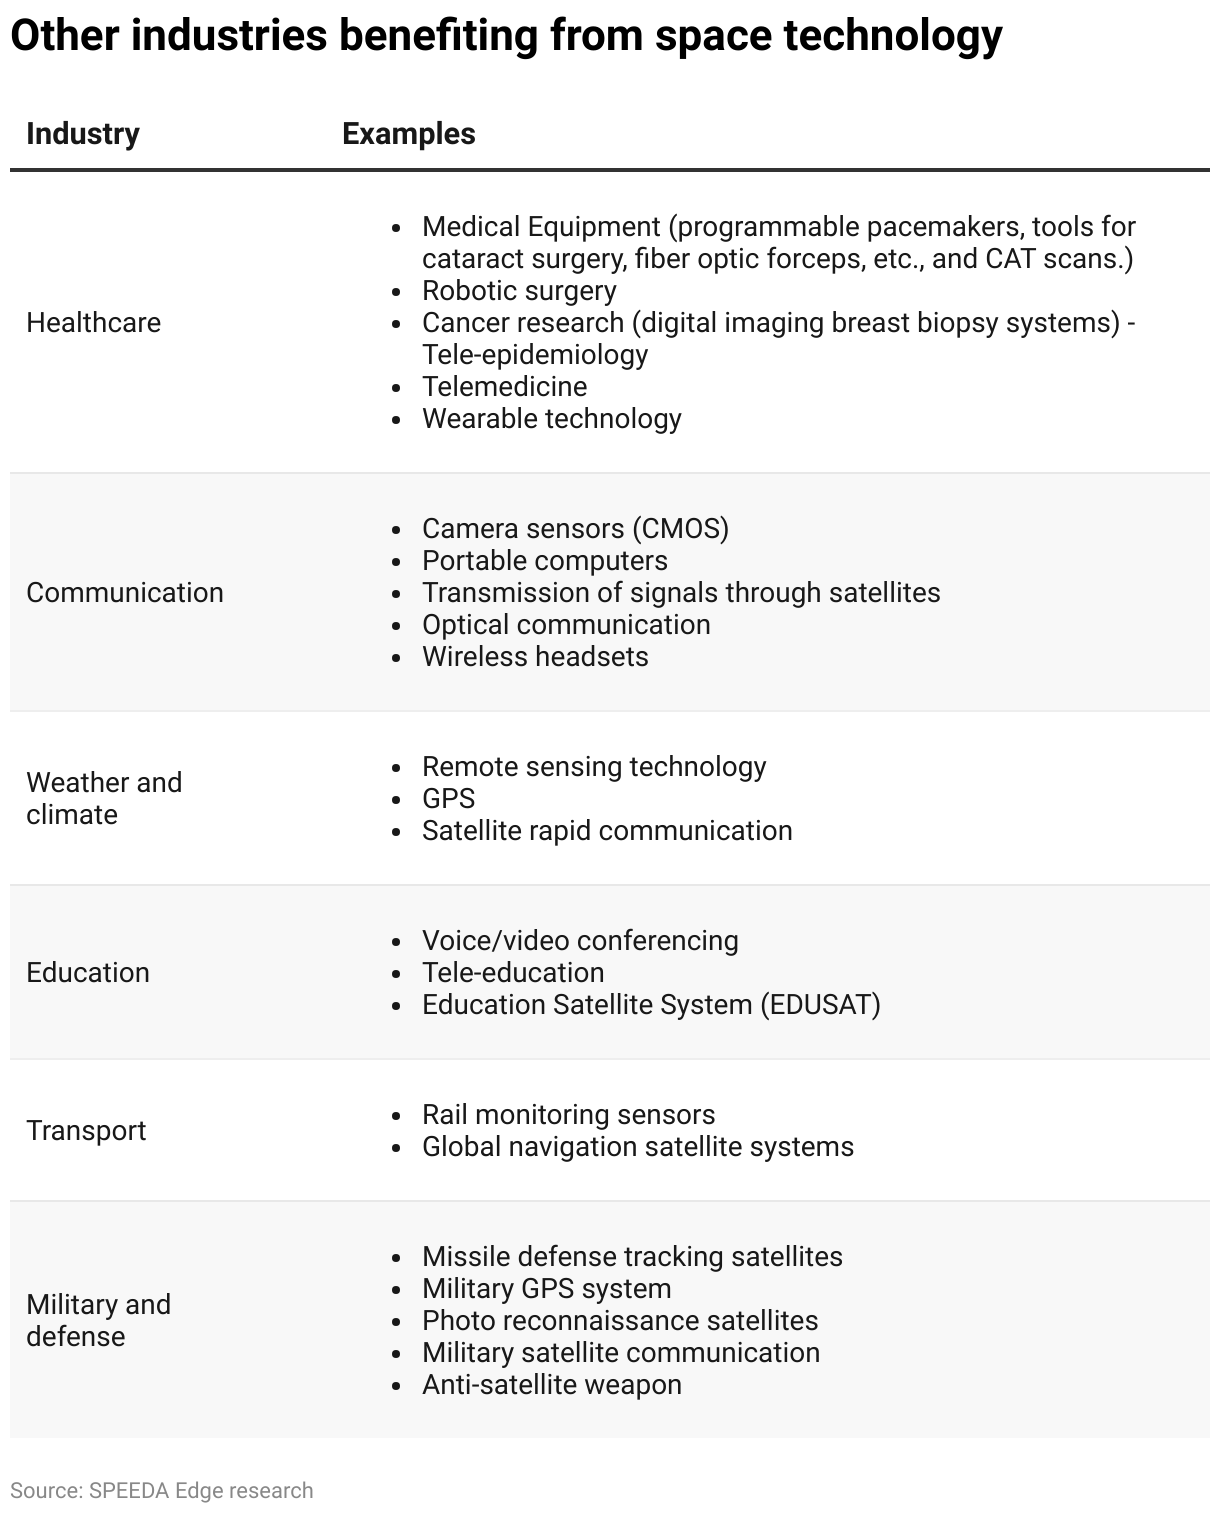 Other industries benefiting from space technology
Industry Examples
Healthcare
• Medical Equipment (programmable pacemakers, tools for
cataract surgery, fiber optic forceps, etc., and CAT scans.)
• Robotic surgery
• Cancer research (digital imaging breast biopsy systems) -
Tele-epidemiology
• Telemedicine
• Wearable technology
Communication
• Camera sensors (CMOS)
• Portable computers
• Transmission of signals through satellites
• Optical communication
• Wireless headsets
Weather and
climate
• Remote sensing technology
• GPS
• Satellite rapid communication
Education
• Voice/video conferencing
• Tele-education
• Education Satellite System (EDUSAT)
Transport
• Rail monitoring sensors
• Global navigation satellite systems
Military and
defense
• Missile defense tracking satellites
• Military GPS system
• Photo reconnaissance satellites
• Military satellite communication
• Anti-satellite weapon
Source: SPEEDA Edge research